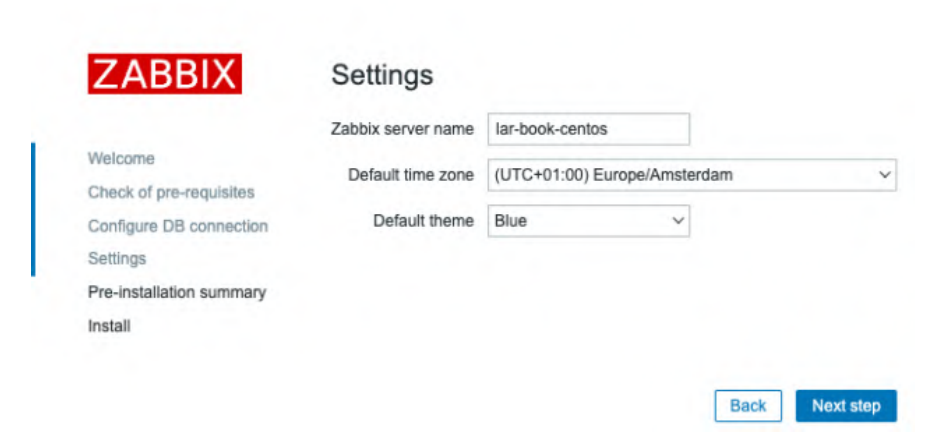 ZABBIX
Settings
Zabbix server name lar-book-centos
Default time zone (UTC+01:00) Europe/Amsterdam
Default theme Blue
Welcome
Check of pre-requisites
Configure DB connection
Settings
Pre-installation summary
Install
Back Next step